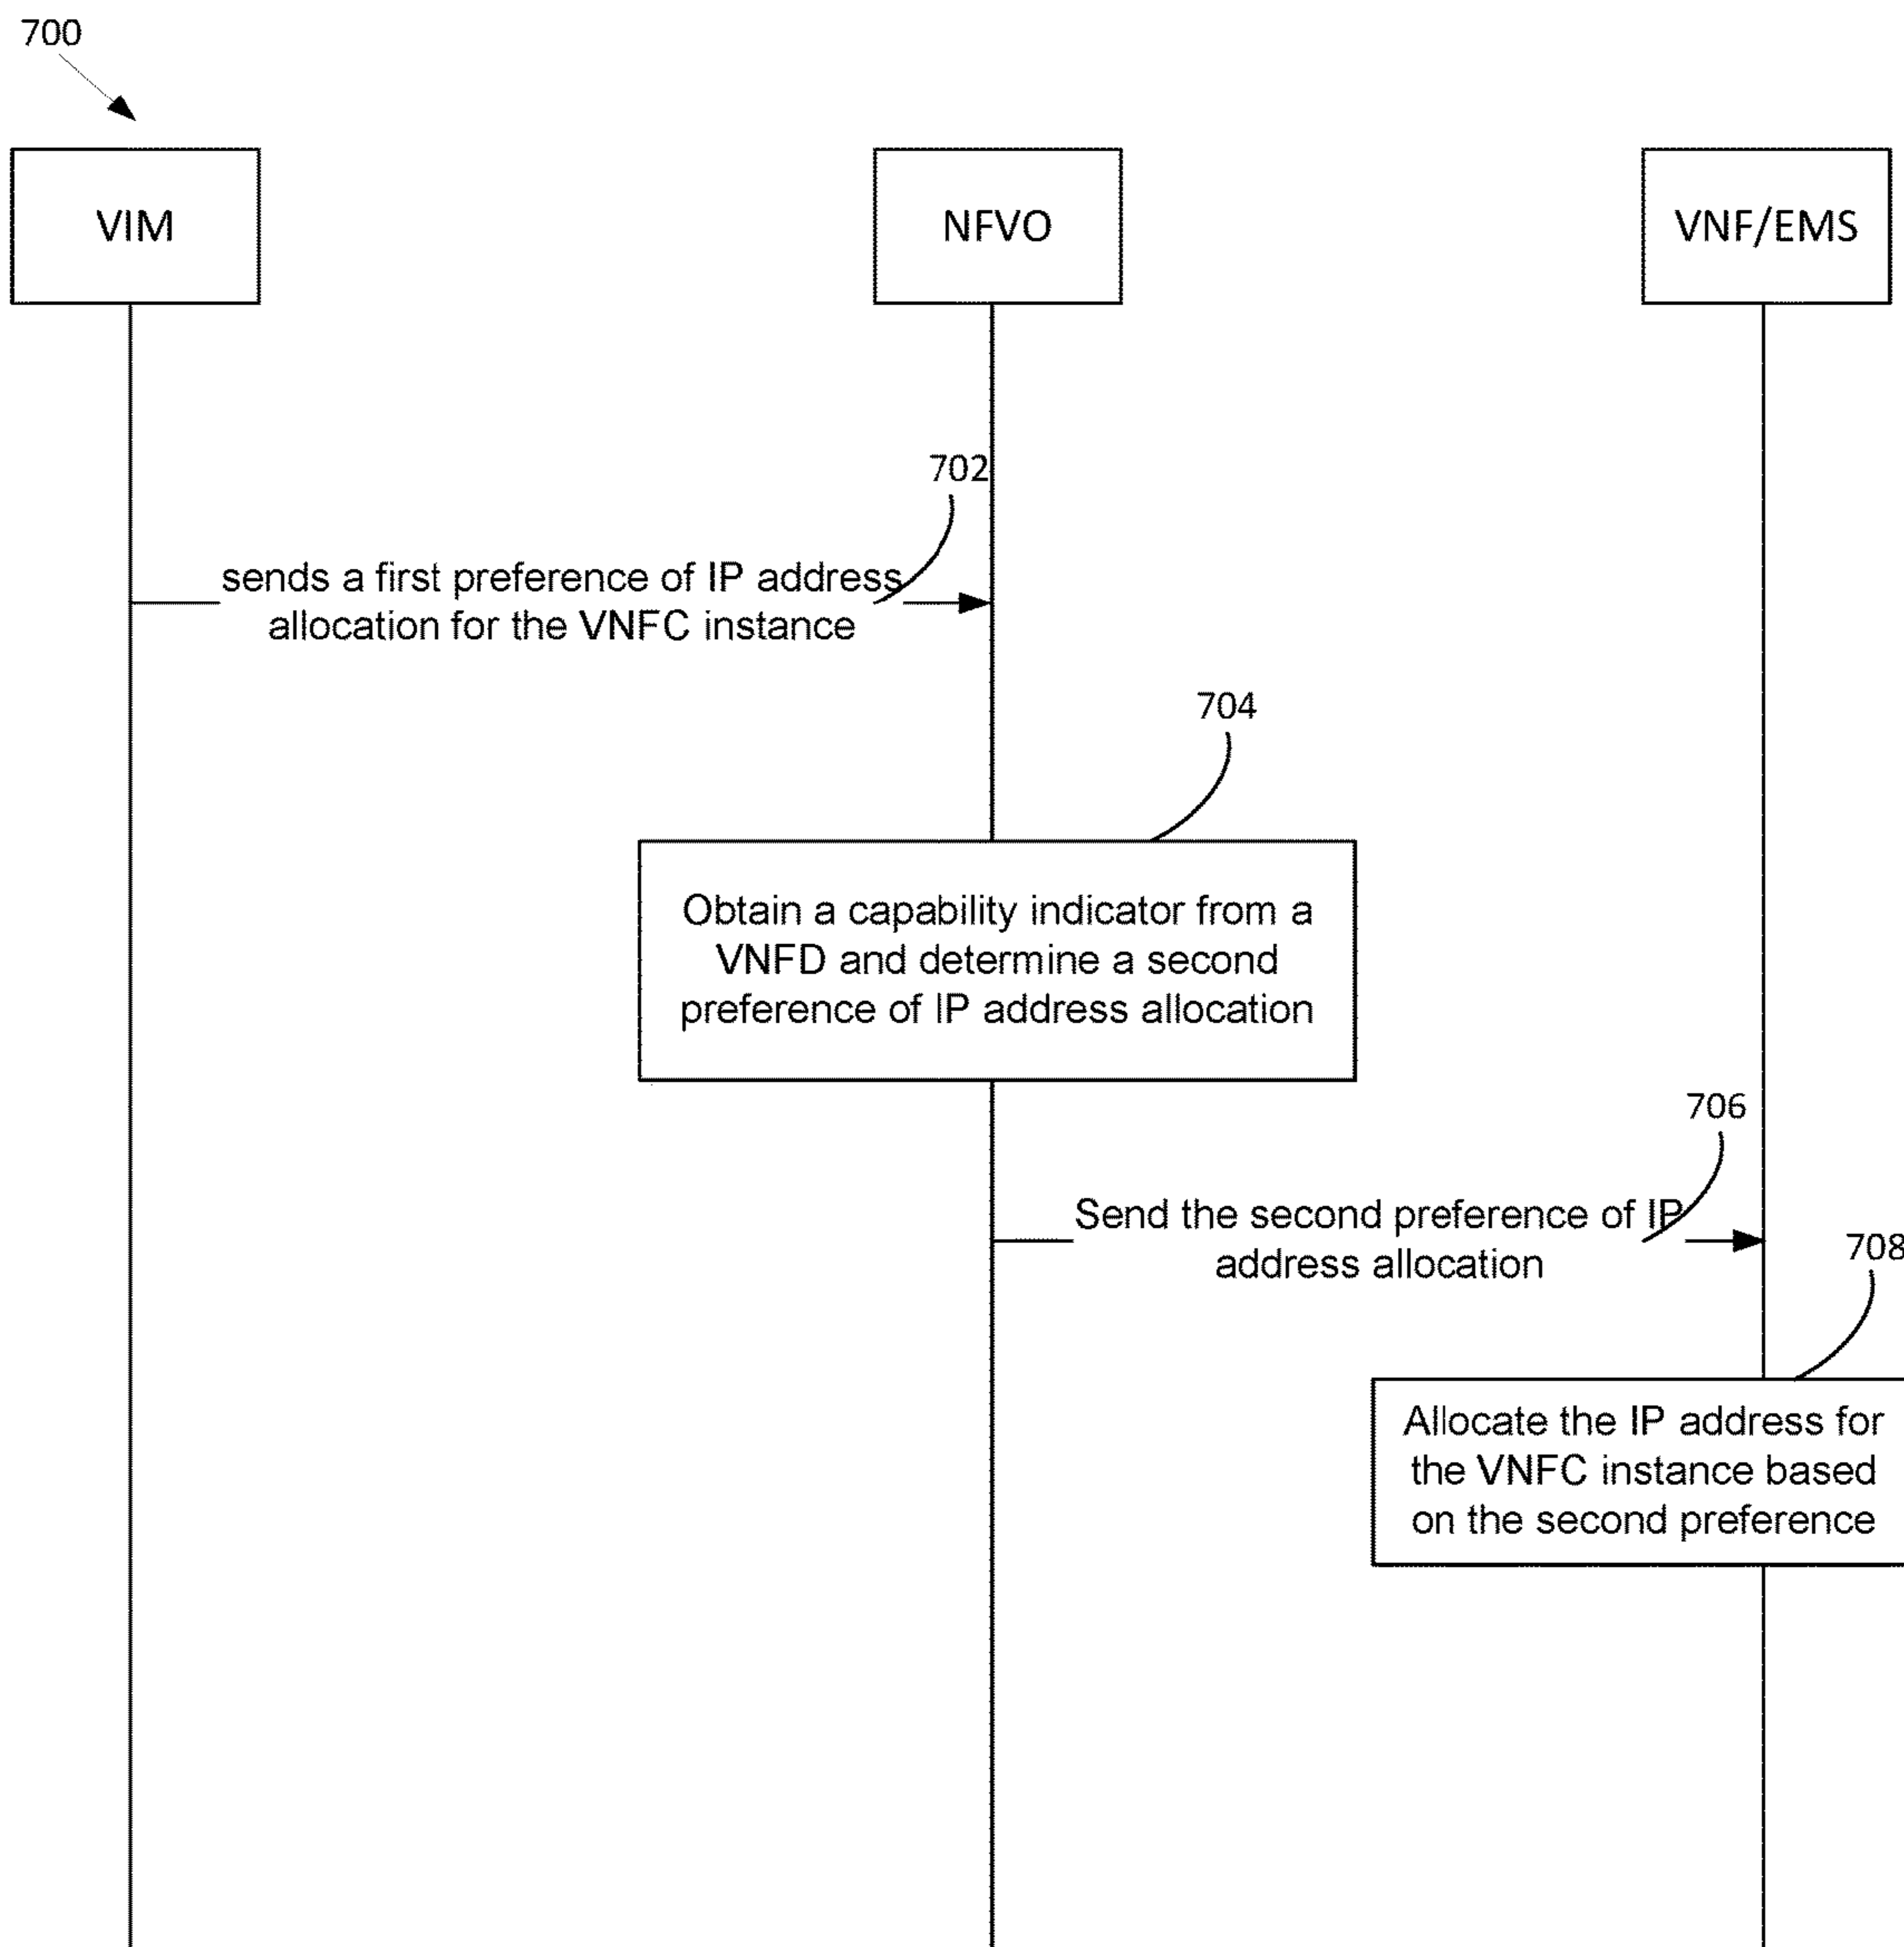 700
VIM
NFVO
VNF/EMS
702
sends a first preference of IP address
allocation for the VNFC instance
704
Obtain a capability indicator from a
VNFD and determine a second
preference of IP address allocation
706
Send the second preference of IP
address allocation
708
Allocate the IP address for
the VNFC instance based
on the second preference